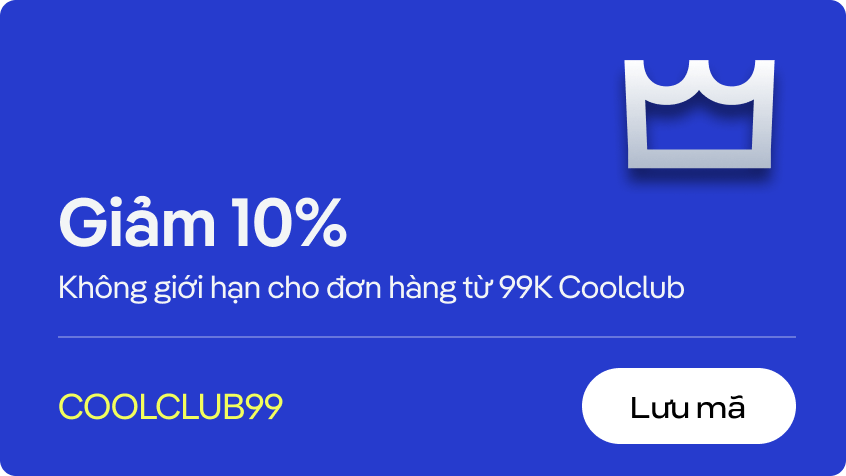 Giảm 10%
Không giới hạn cho đơn hàng từ 99K Coolclub
COOLCLUB99
Lưu mã